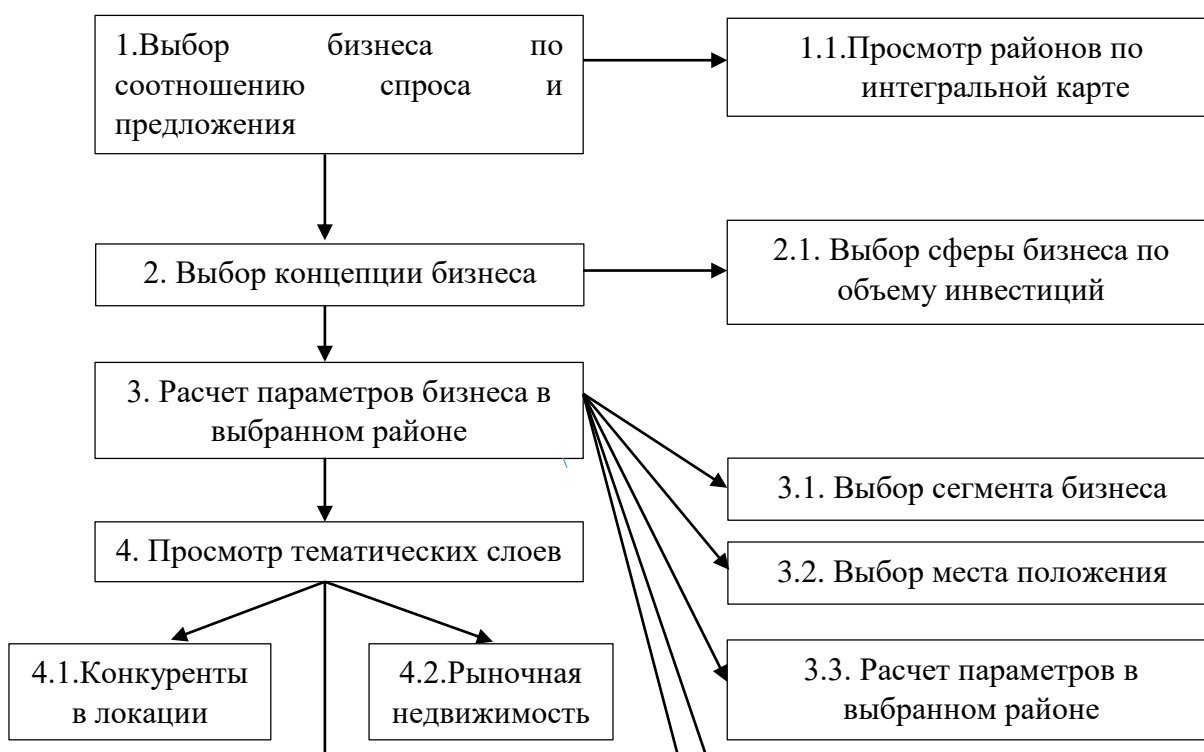 1.Выбор бизнеса по
соотношению спроса и
предложения
1.1.Просмотр районов по
интегральной карте
2. Выбор концепции бизнеса
2.1. Выбор сферы бизнеса по
объему инвестиций
3. Расчет параметров бизнеса в
выбранном районе
3.1. Выбор сегмента бизнеса
4. Просмотр тематических слоев
3.2. Выбор места положения
4.1.Конкуренты
в локации
4.2.Рыночная
недвижимость
3.3. Расчет параметров в
выбранном районе